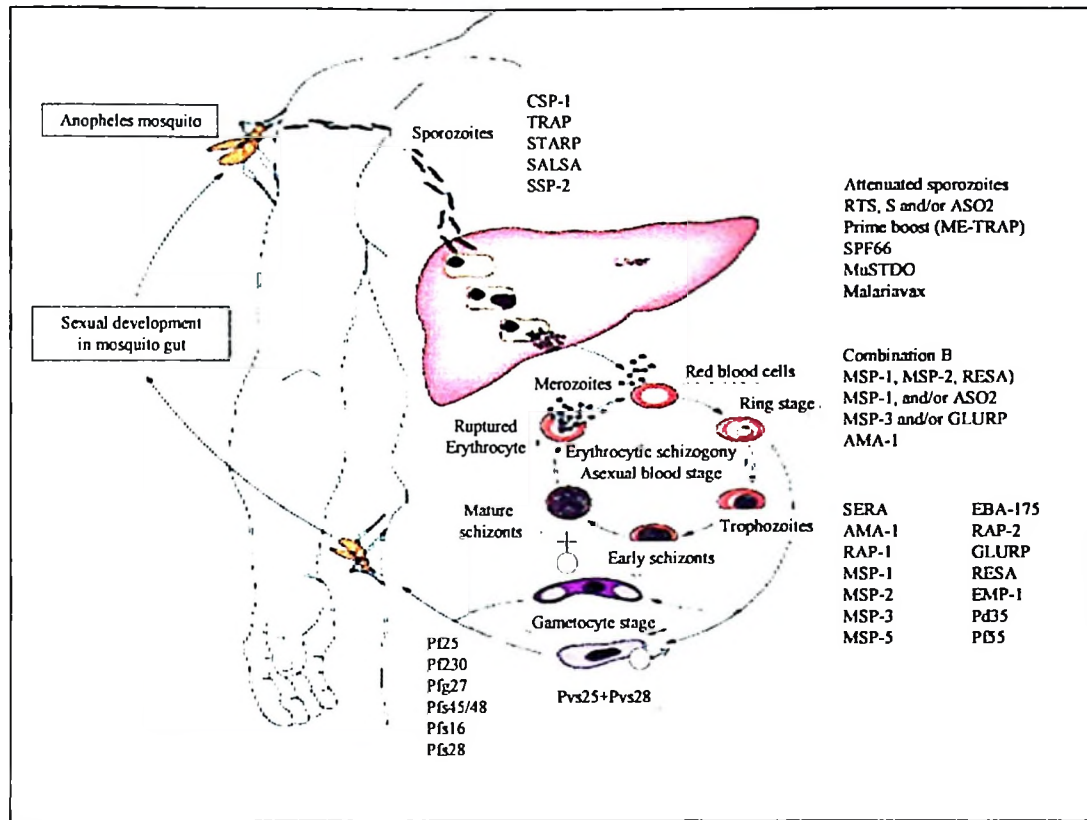 Anopheles mosquito
Sporozoites
CSP-1
TRAP
STARP
SALSA
SSP-2
Liver
Attenuated sporozoites
RTS, S and/or ASO2
Prime boost (ME-TRAP)
SPF66
MuSTDO
Malariavax
Sexual development
in mosquito gut
Combination B
MSP-1, MSP-2, RESA)
MSP-1, and/or ASO2
MSP-3 and/or GLURP
AMA-1
Merozoites
Red blood cells
Ring stage
Ruptured
Erythrocyte
Erythrocytic schizogony
Asexual blood stage
Mature
schizonts
Trophozoites
Early schizonts
SERA EBA-175
AMA-1 RAP-2
RAP-1 GLURP
MSP-1 RESA
MSP-2 EMP-1
MSP-3 Pd35
MSP-5 Pf55
Gametocyte stage
Pf25
Pf230
Pfg27
Pfs45/48
Pfs16
Pfs28
Pvs25+Pvs28